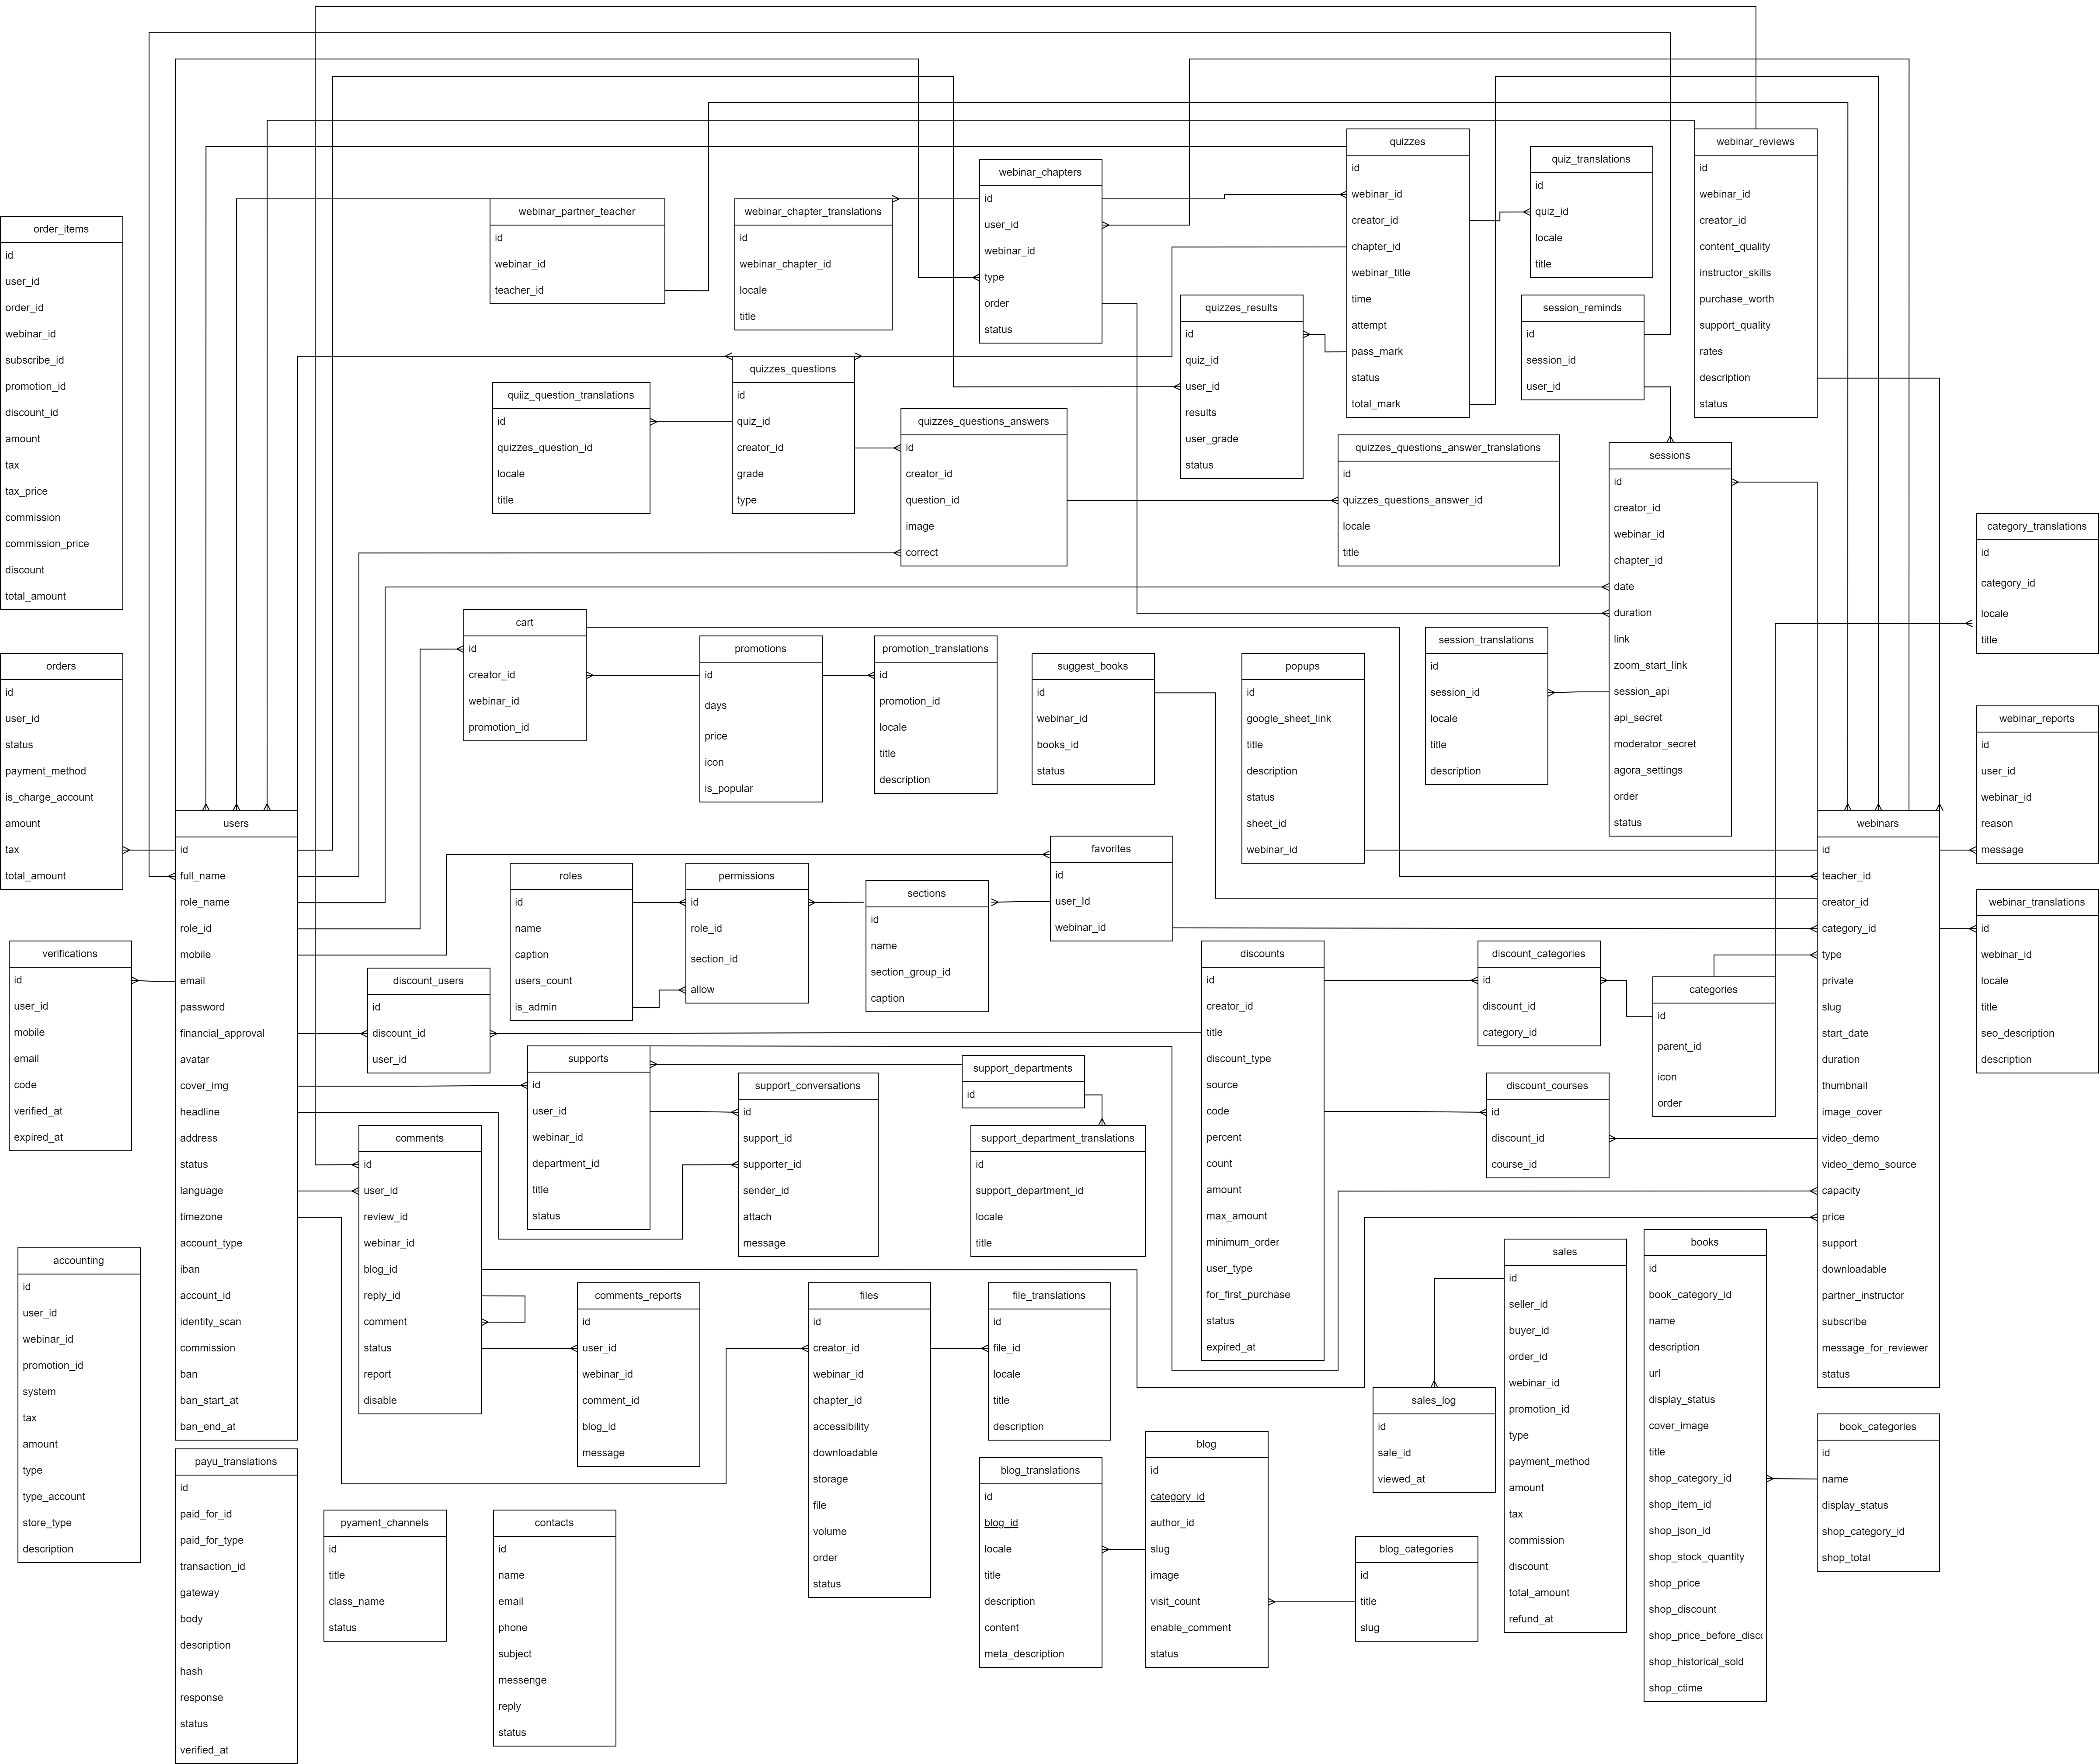 quizzes
id
webinar_id
creator_id
chapter_id
webinar_title
time
attempt
pass_mark
status
total_mark
webinar_reviews
id
webinar_id
creator_id
content_quality
instructor_skills
purchase_worth
support_quality
rates
description
status
quiz_translations
id
quiz_id
locale
title
webinar_chapters
id
user_id
webinar_id
type
order
status
webinar_partner_teacher
id
webinar_id
teacher_id
webinar_chapter_translations
id
webinar_chapter_id
locale
title
order_items
id
user_id
order_id
webinar_id
subscribe_id
promotion_id
discount_id
amount
tax
tax_price
commission
commission_price
discount
total_amount
quizzes_results
id
quiz_id
user_id
results
user_grade
status
session_reminds
id
session_id
user_id
quizzes_questions
id
quiz_id
creator_id
grade
type
quiiz_question_translations
id
quizzes_question_id
locale
title
quizzes_questions_answers
id
creator_id
question_id
image
correct
quizzes_questions_answer_translations
id
quizzes_questions_answer_id
locale
title
sessions
id
creator_id
webinar_id
chapter_id
date
duration
link
zoom_start_link
session_api
api_secret
moderator_secret
agora_settings
order
status
category_translations
id
category_id
locale
title
cart
id
creator_id
webinar_id
promotion_id
promotions
id
days
price
icon
is_popular
promotion_translations
id
promotion_id
locale
title
description
suggest_books
id
webinar_id
books_id
status
popups
id
google_sheet_link
title
description
status
sheet_id
webinar_id
session_translations
id
session_id
locale
title
description
orders
id
user_id
status
payment_method
is_charge_account
amount
tax
total_amount
webinar_reports
id
user_id
webinar_id
reason
message
users
id
full_name
role_name
role_id
mobile
email
password
financial_approval
avatar
cover_img
headline
address
status
language
timezone
account_type
iban
account_id
identity_scan
commission
ban
ban_start_at
ban_end_at
webinars
id
teacher_id
creator_id
category_id
type
private
slug
start_date
duration
thumbnail
image_cover
video_demo
video_demo_source
capacity
price
support
downloadable
partner_instructor
subscribe
message_for_reviewer
status
favorites
id
user_Id
webinar_id
roles
id
name
caption
users_count
is_admin
permissions
id
role_id
section_id
allow
sections
id
name
section_group_id
caption
webinar_translations
id
webinar_id
locale
title
seo_description
description
verifications
id
user_id
mobile
email
code
verified_at
expired_at
discount_users
id
discount_id
user_id
discounts
id
creator_id
title
discount_type
source
code
percent
count
amount
max_amount
minimum_order
user_type
for_first_purchase
status
expired_at
discount_categories
id
discount_id
category_id
categories
id
parent_id
icon
order
supports
id
user_id
webinar_id
department_id
title
status
support_conversations
id
support_id
supporter_id
sender_id
attach
message
support_departments
id
support_department_translations
id
support_department_id
locale
title
discount_courses
id
discount_id
course_id
comments
id
user_id
review_id
webinar_id
blog_id
reply_id
comment
status
report
disable
accounting
id
user_id
webinar_id
promotion_id
system
tax
amount
type
type_account
store_type
description
comments_reports
id
user_id
webinar_id
comment_id
blog_id
message
files
id
creator_id
webinar_id
chapter_id
accessibility
downloadable
storage
file
volume
order
status
file_translations
id
file_id
locale
title
description
sales
id
seller_id
buyer_id
order_id
webinar_id
promotion_id
type
payment_method
amount
tax
commission
discount
total_amount
refund_at
books
id
book_category_id
name
description
url
display_status
cover_image
title
shop_category_id
shop_item_id
shop_json_id
shop_stock_quantity
shop_price
shop_discount
shop_price_before_disc
shop_historical_sold
shop_ctime
sales_log
id
sale_id
viewed_at
book_categories
id
name
display_status
shop_category_id
shop_total
payu_translations
id
paid_for_id
paid_for_type
transaction_id
gateway
body
description
hash
response
status
verified_at
pyament_channels
id
title
class_name
status
contacts
id
name
email
phone
subject
messenge
reply
status
blog_translations
id
blog_id
locale
title
description
content
meta_description
blog
id
category_id
author_id
slug
image
visit_count
enable_comment
status
blog_categories
id
title
slug